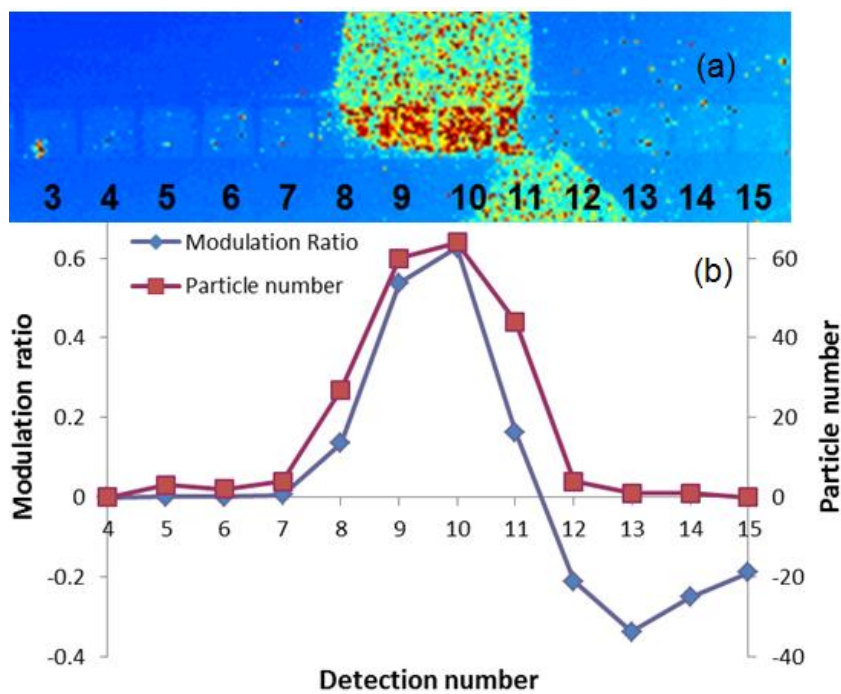 (a)
3 4 5 6 7 8 9 10 11 12 13 14 15
Modulation Ratio
Particle number
(b)
Modulation ratio
0.6
0.4
0.2
0
-0.2
-0.4
4 5 6 7 8 9 10 11 12 13 14 15
60
40
20
0
-20
-40
Particle number
Detection number